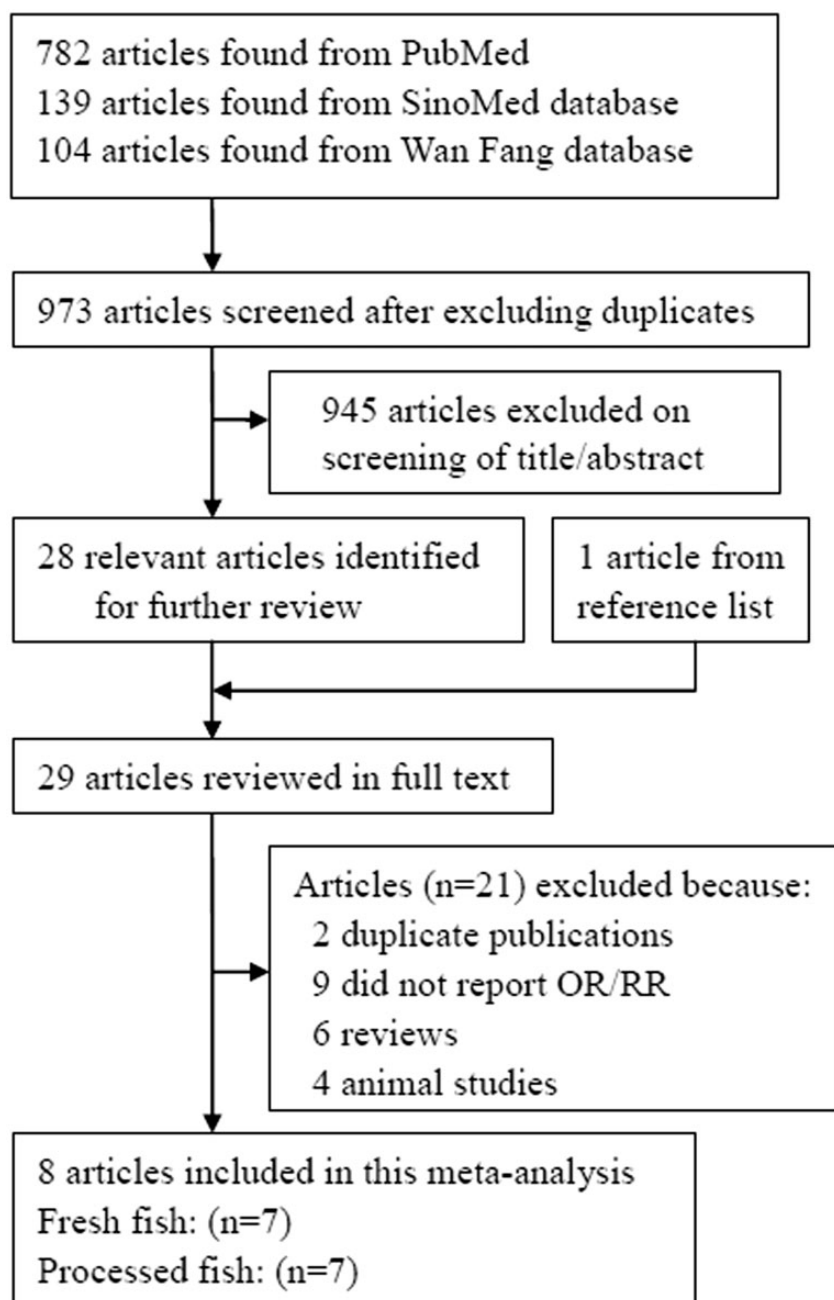 782 articles found from PubMed
139 articles found from SinoMed database
104 articles found from Wan Fang database
973 articles screened after excluding duplicates
945 articles excluded on
screening of title/abstract
28 relevant articles identified
for further review
1 article from
reference list
29 articles reviewed in full text
Articles (n=21) excluded because:
2 duplicate publications
9 did not report OR/RR
6 reviews
4 animal studies
8 articles included in this meta-analysis
Fresh fish: (n=7)
Processed fish: (n=7)